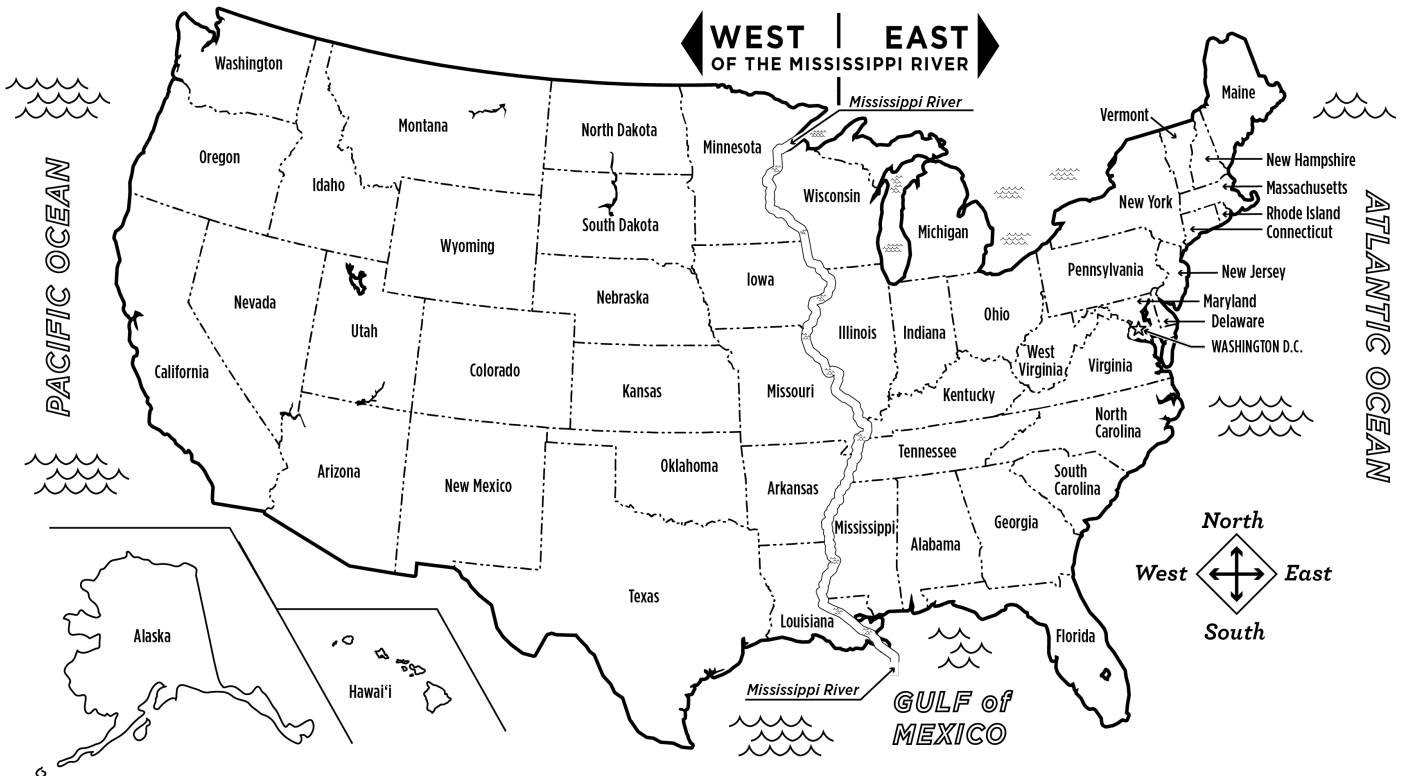 WEST | EAST
OF THE MISSISSIPPI RIVER
Mississippi River
Washington
Oregon
Idaho
Montana
North Dakota
South Dakota
Minnesota
Wisconsin
Michigan
Wyoming
Nebraska
Iowa
Nevada
Utah
Colorado
Kansas
Missouri
Illinois
Indiana
Ohio
California
Arizona
New Mexico
Oklahoma
Arkansas
Texas
Louisiana
Mississippi
Alabama
Georgia
Florida
Tennessee
Kentucky
West
Virginia
Virginia
North
Carolina
South
Carolina
Pennsylvania
New York
Vermont
Maine
New Hampshire
Massachusetts
Rhode Island
Connecticut
New Jersey
Maryland
Delaware
WASHINGTON D.C.
Alaska
Hawaiʻi
Mississippi River
PACIFIC OCEAN
ATLANTIC OCEAN
GULF of
MEXICO
North
West
East
South